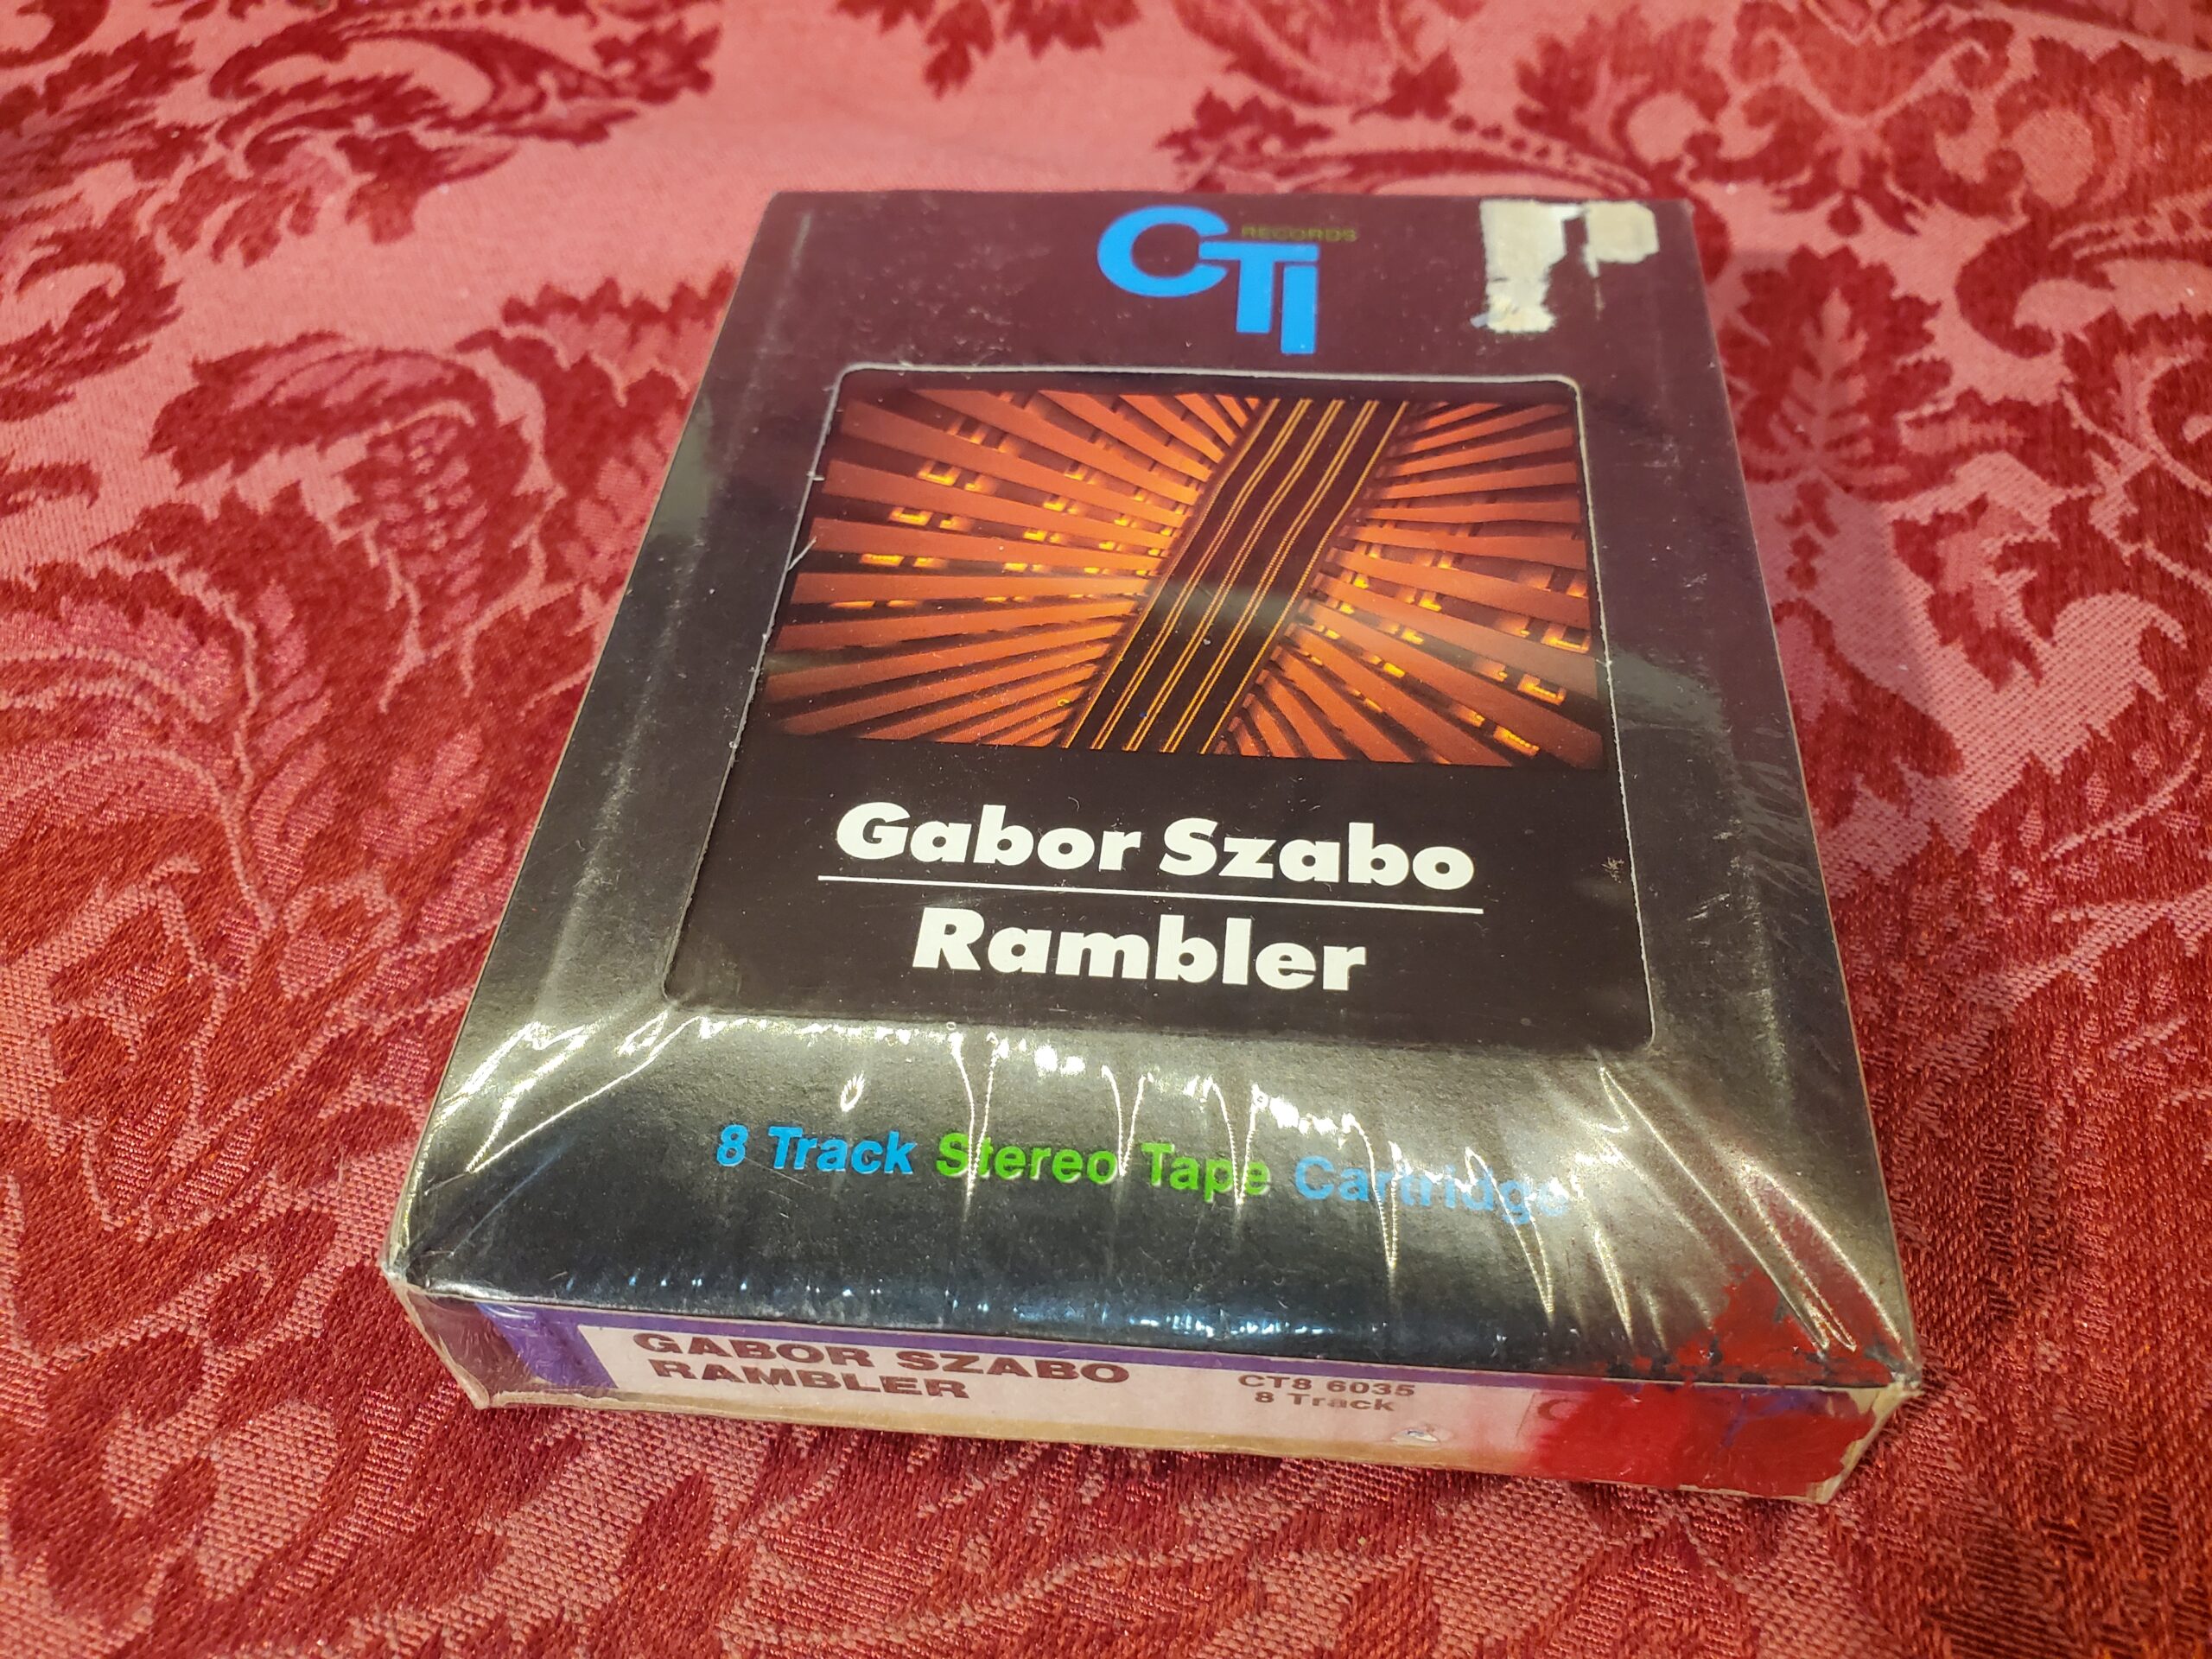 CTI RECORDS
Gabor Szabo
Rambler
8 Track Stereo Tape Cartridge
GABOR SZABO
RAMBLER
CT8 6035
8 Track